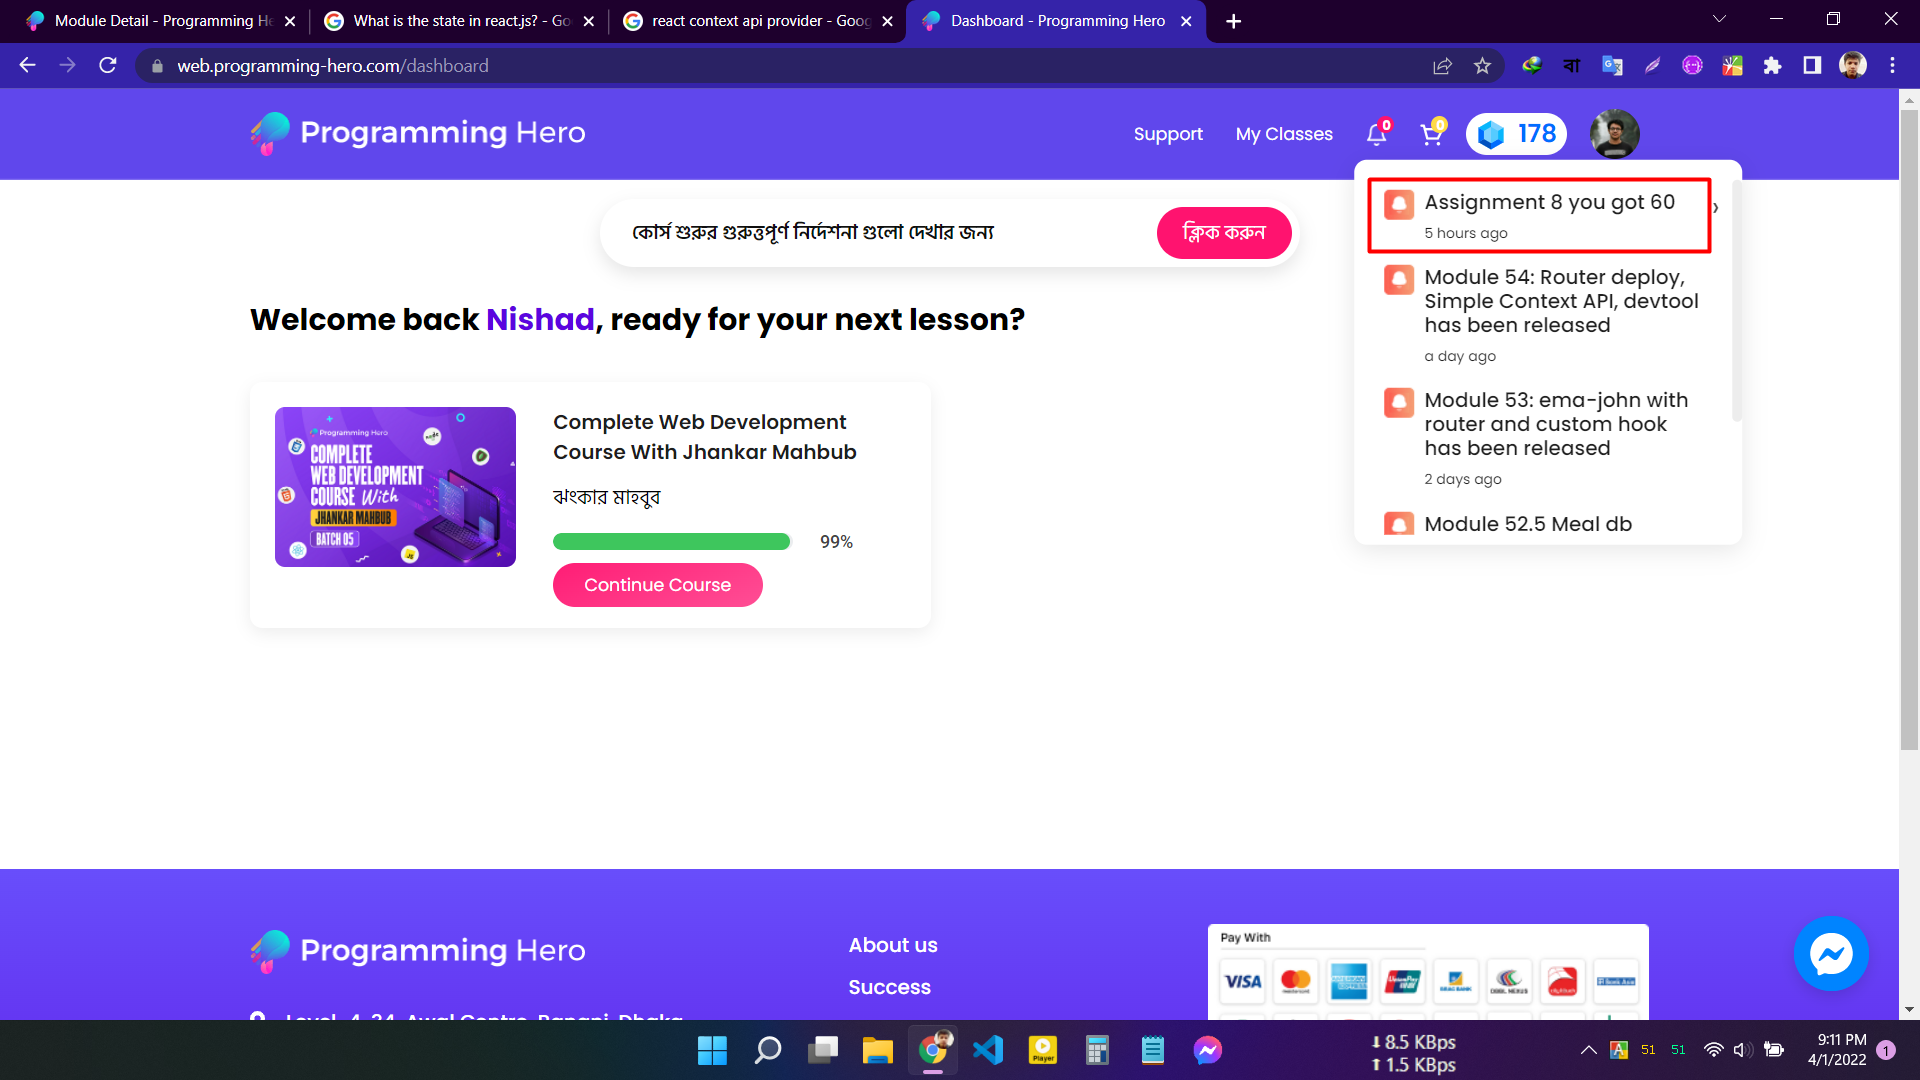 Module Detail - Programming He
What is the state in react.js? - Go
react context api provider - Goog
Dashboard - Programming Hero
web.programming-hero.com/dashboard
বা
Programming Hero
Support
My Classes
0
0
178
কোর্স শুরুর গুরুত্বপূর্ণ নির্দেশনা গুলো দেখার জন্য
ক্লিক করুন
Assignment 8 you got 60
5 hours ago
Module 54: Router deploy,
Simple Context API, devtool
has been released
a day ago
Module 53: ema-john with
router and custom hook
has been released
2 days ago
Module 52.5 Meal db
Welcome back Nishad, ready for your next lesson?
Programming Hero
COMPLETE
WEB DEVELOPMENT
COURSE With
JHANKAR MAHBUB
BATCH 05
Complete Web Development
Course With Jhankar Mahbub
ঝংকার মাহবুব
99%
Continue Course
Programming Hero
About us
Success
Level-4, 34, Awal Centre, Banani, Dhaka
Pay With
VISA
8.5 KBps
1.5 KBps
51
51
9:11 PM
4/1/2022
1